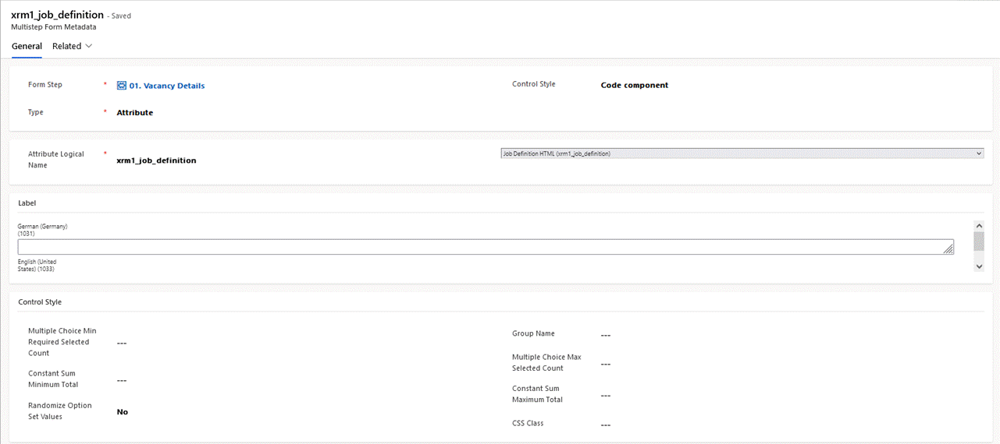 xrm1_job_definition - Saved
Multistep Form Metadata
General Related
Form Step * 01. Vacancy Details
Control Style Code component
Type * Attribute
Attribute Logical
Name * xrm1_job_definition
Job Definition HTML (xrm1_job_definition)
Label
German (Germany)
(1031)
English (United
States) (1033)
Control Style
Multiple Choice Min
Required Selected
Count ---
Group Name ---
Multiple Choice Max
Selected Count ---
Constant Sum
Minimum Total ---
Constant Sum
Maximum Total ---
Randomize Option
Set Values No
CSS Class ---